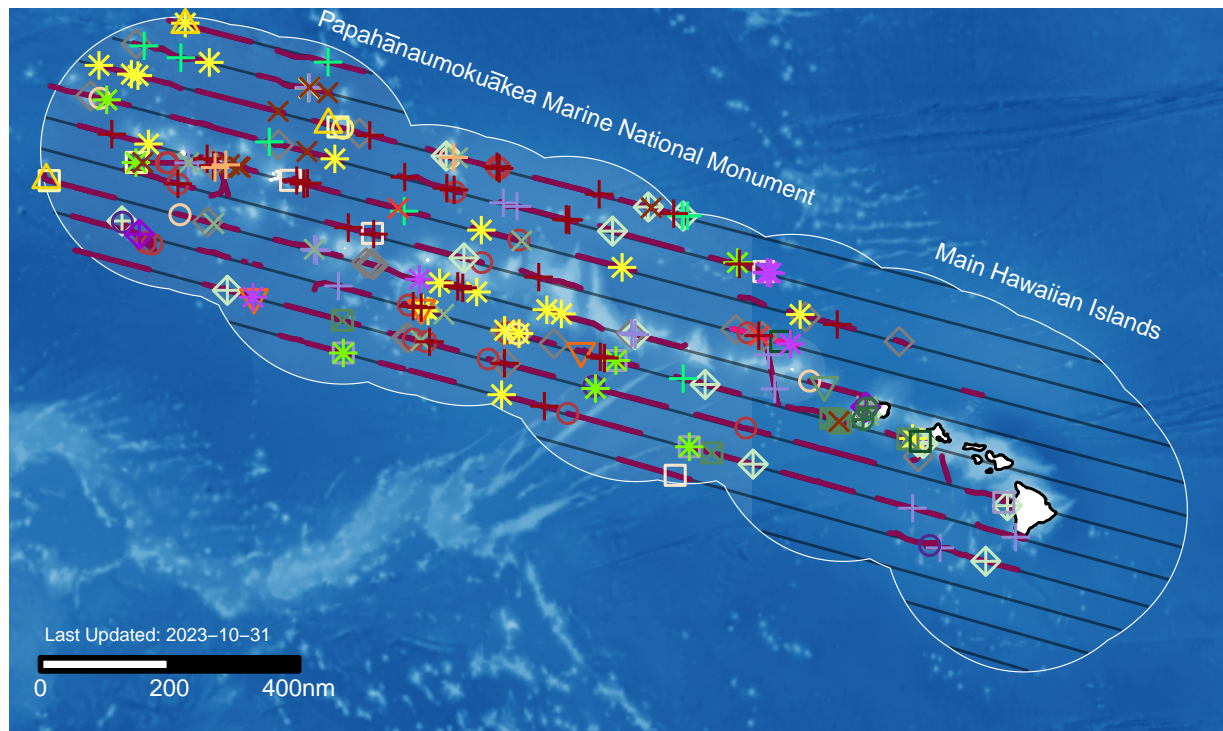 Papahānaumokuākea Marine National Monument
Main Hawaiian Islands
Last Updated: 2023–10–31
0 200 400nm